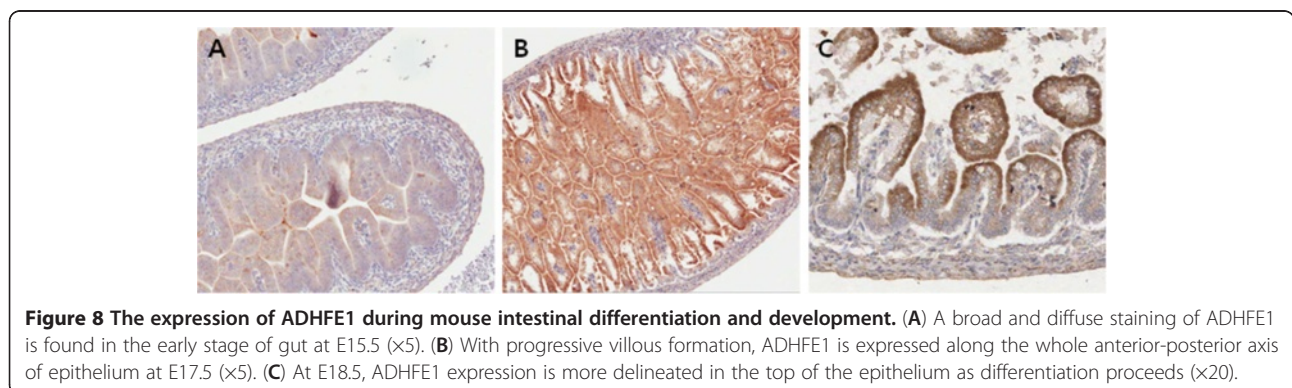 A B C
Figure 8 The expression of ADHFE1 during mouse intestinal differentiation and development. (A) A broad and diffuse staining of ADHFE1
is found in the early stage of gut at E15.5 (×5). (B) With progressive villous formation, ADHFE1 is expressed along the whole anterior-posterior axis
of epithelium at E17.5 (×5). (C) At E18.5, ADHFE1 expression is more delineated in the top of the epithelium as differentiation proceeds (×20).